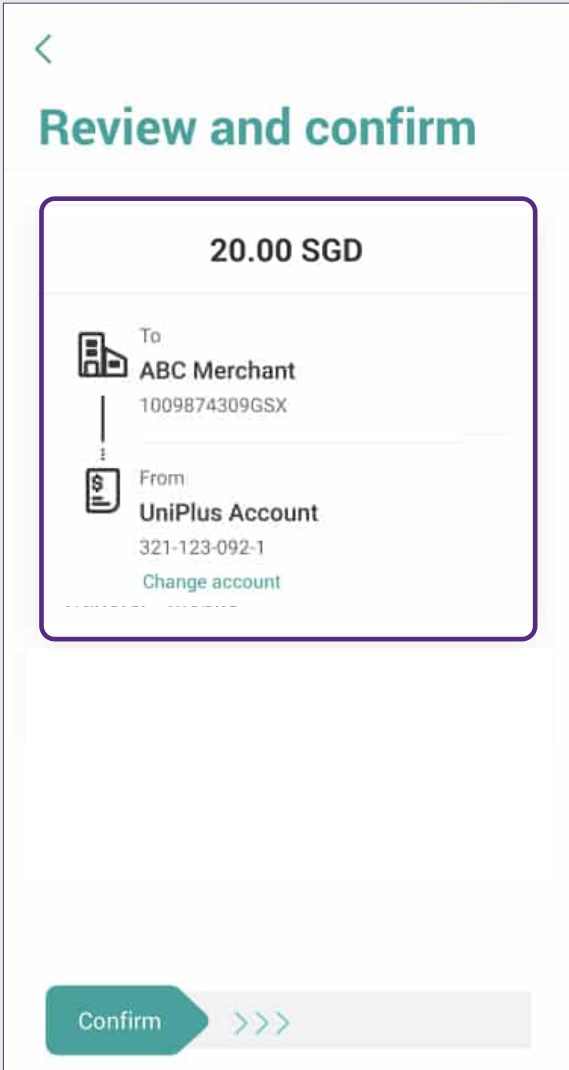 Review and confirm
20.00 SGD
To
ABC Merchant
1009874309GSX
From
UniPlus Account
321-123-092-1
Change account
Confirm